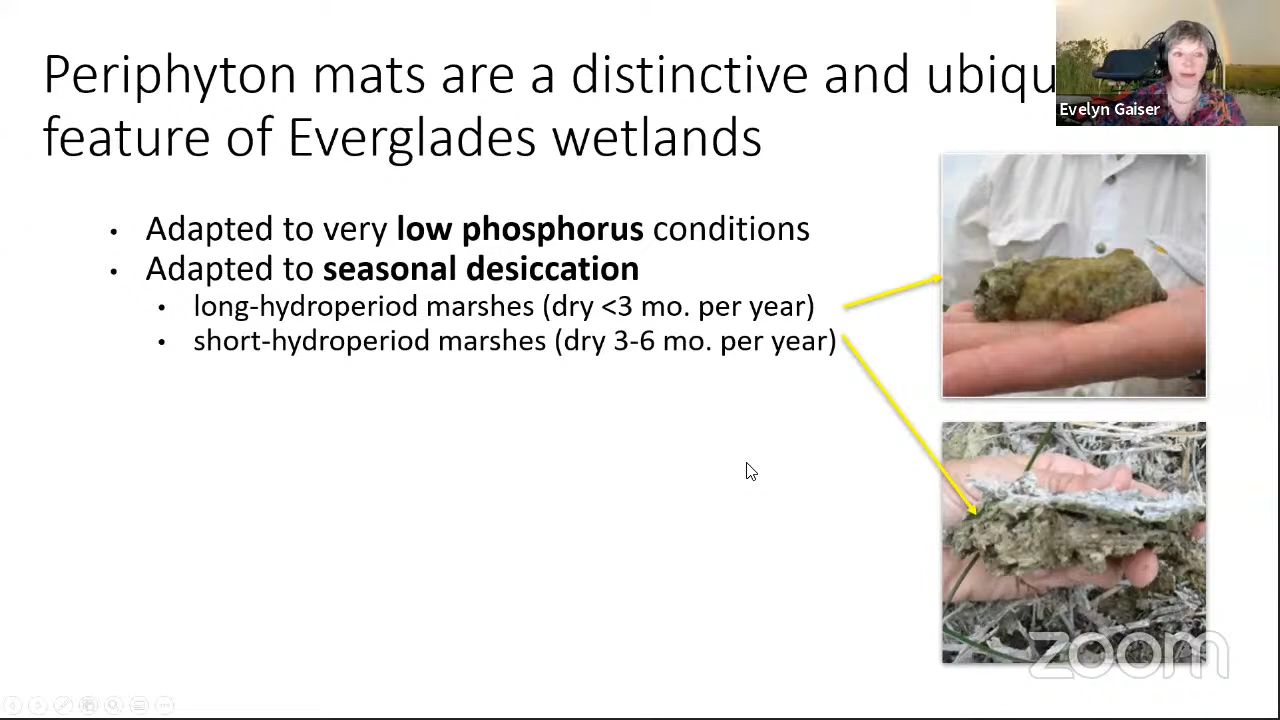 Periphyton mats are a distinctive and ubiqu
feature of Everglades wetlands
Evelyn Gaiser
• Adapted to very low phosphorus conditions
• Adapted to seasonal desiccation
• long-hydroperiod marshes (dry <3 mo. per year)
• short-hydroperiod marshes (dry 3-6 mo. per year)
zoom